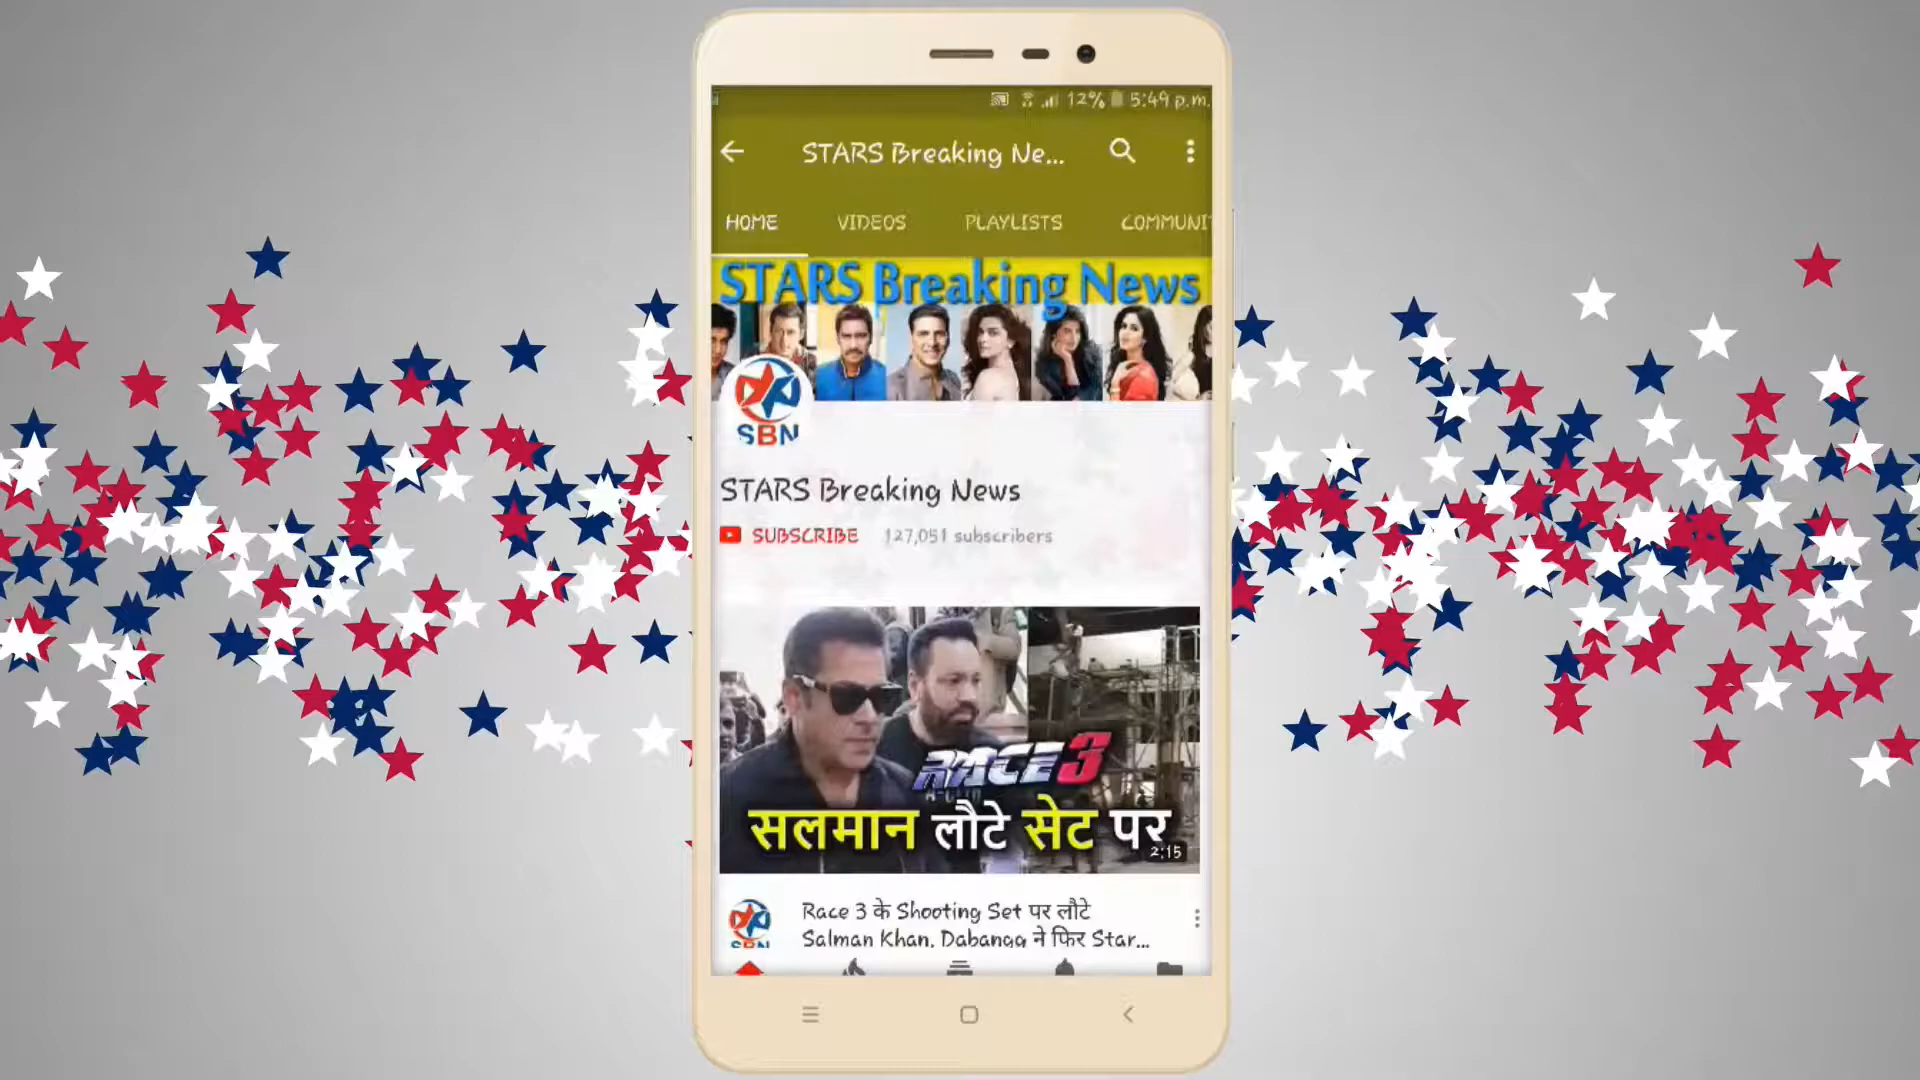 12% 5:49 p.m.
STARS Breaking Ne...
HOME VIDEOS PLAYLISTS COMMUNI
STARS Breaking News
SBN
STARS Breaking News
SUBSCRIBE 127,051 subscribers
RACE 3
सलमान लौटे सेट पर
2:15
SBN
Race 3 के Shooting Set पर लौटे
Salman Khan, Dabangg ने फिर Star...